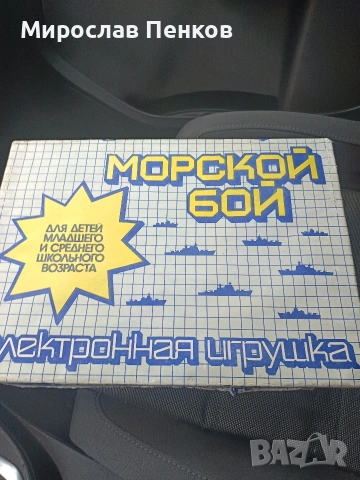 Мирослав Пенков
МОРСКОЙ
БОЙ
ДЛЯ ДЕТЕЙ
МЛАДШЕГО
И СРЕДНЕГО
ШКОЛЬНОГО
ВОЗРАСТА
лектронная игрушка
BAZAR